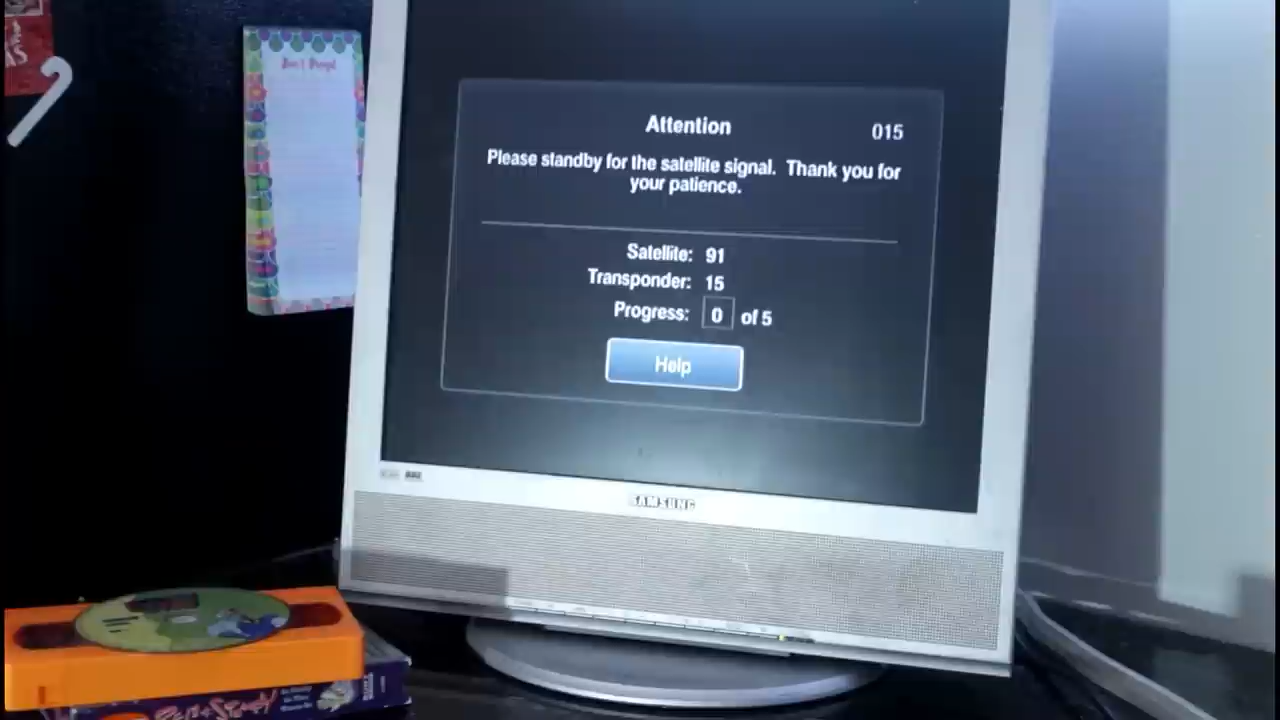 Attention 015
Please standby for the satellite signal. Thank you for
your patience.
Satellite: 91
Transponder: 15
Progress: 0 of 5
Help
SAMSUNG